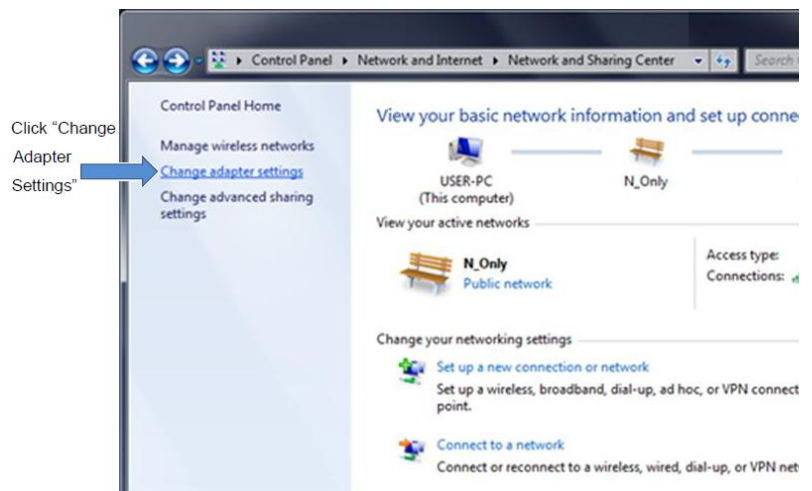 Control Panel ▸ Network and Internet ▸ Network and Sharing Center
Search
Click “Change
Adapter
Settings”
Control Panel Home
Manage wireless networks
Change adapter settings
Change advanced sharing
settings
View your basic network information and set up conne
USER-PC
(This computer)
N_Only
View your active networks
N_Only
Public network
Access type:
Connections:
Change your networking settings
Set up a new connection or network
Set up a wireless, broadband, dial-up, ad hoc, or VPN connect
point.
Connect to a network
Connect or reconnect to a wireless, wired, dial-up, or VPN net